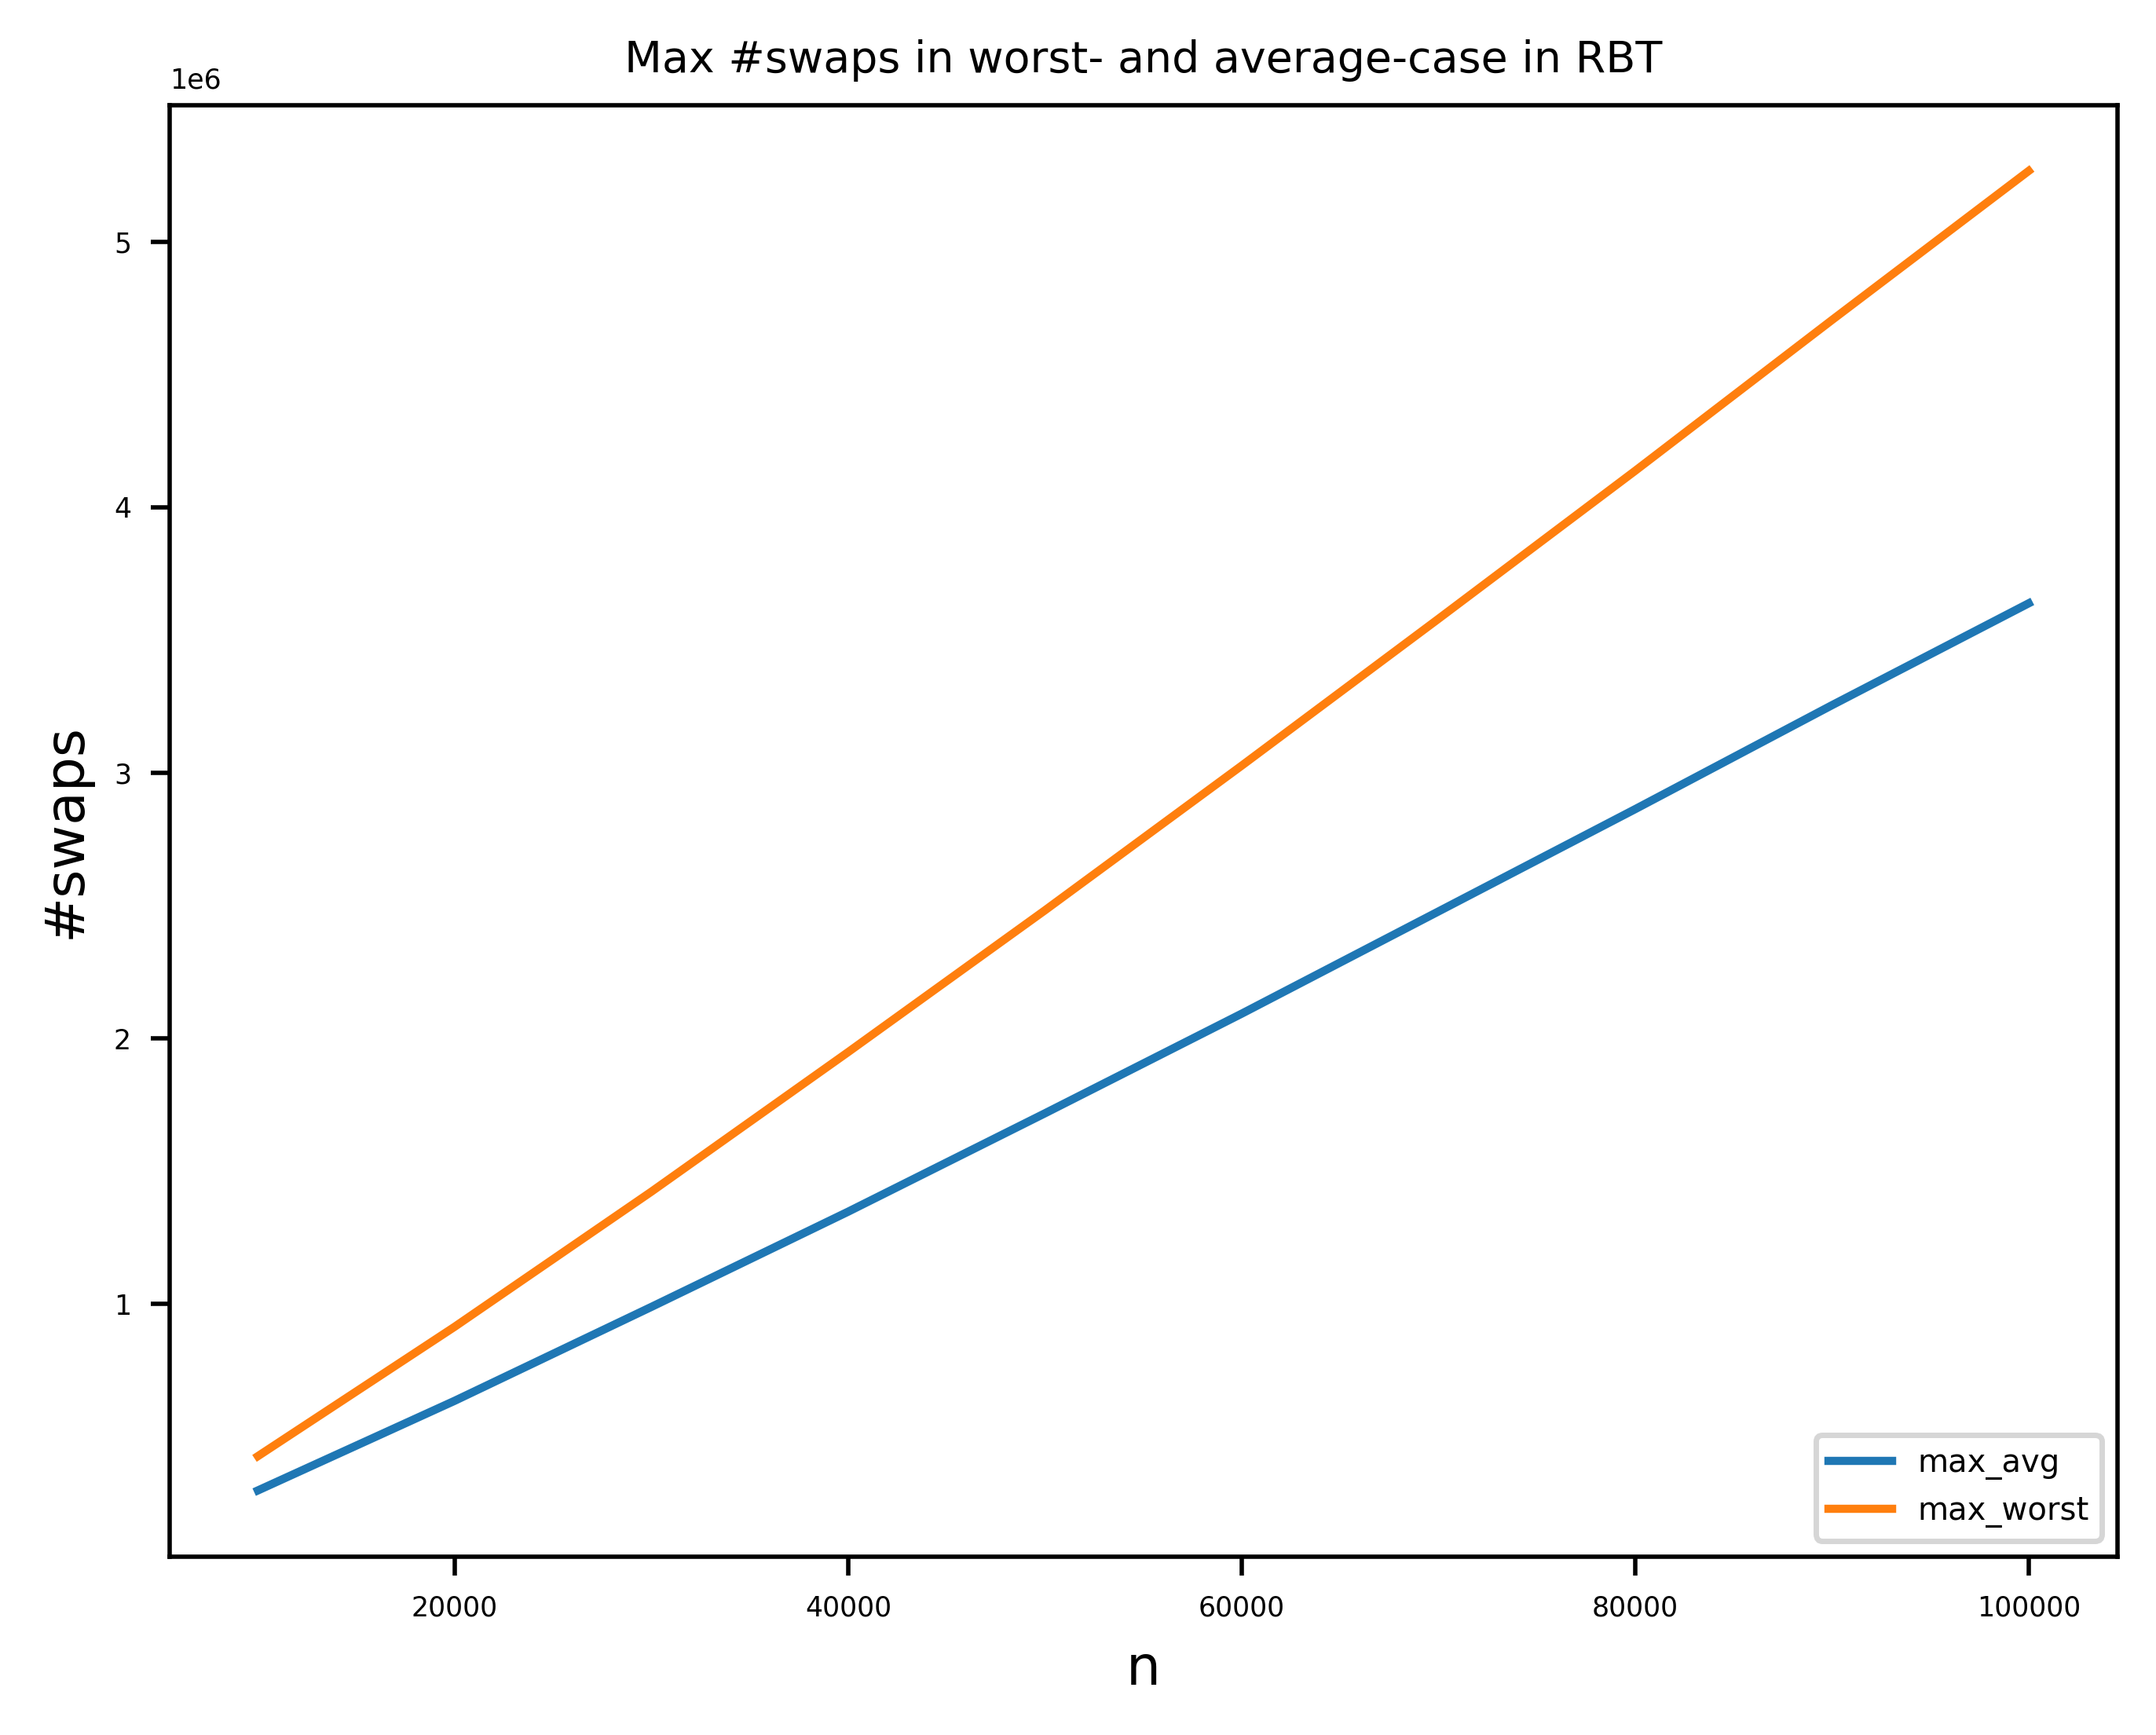 Max #swaps in worst- and average-case in RBT
1e6
5
4
3
2
1
#swaps
20000 40000 60000 80000 100000
n
max_avg
max_worst